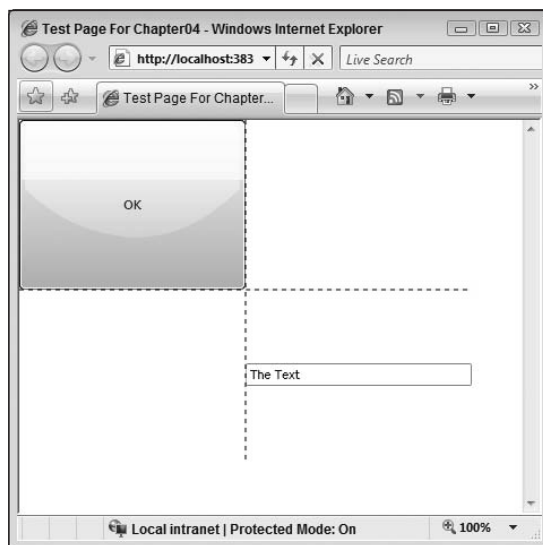 Test Page For Chapter04 - Windows Internet Explorer
http://localhost:383
Live Search
Test Page For Chapter...
OK
The Text
Local intranet | Protected Mode: On
100%